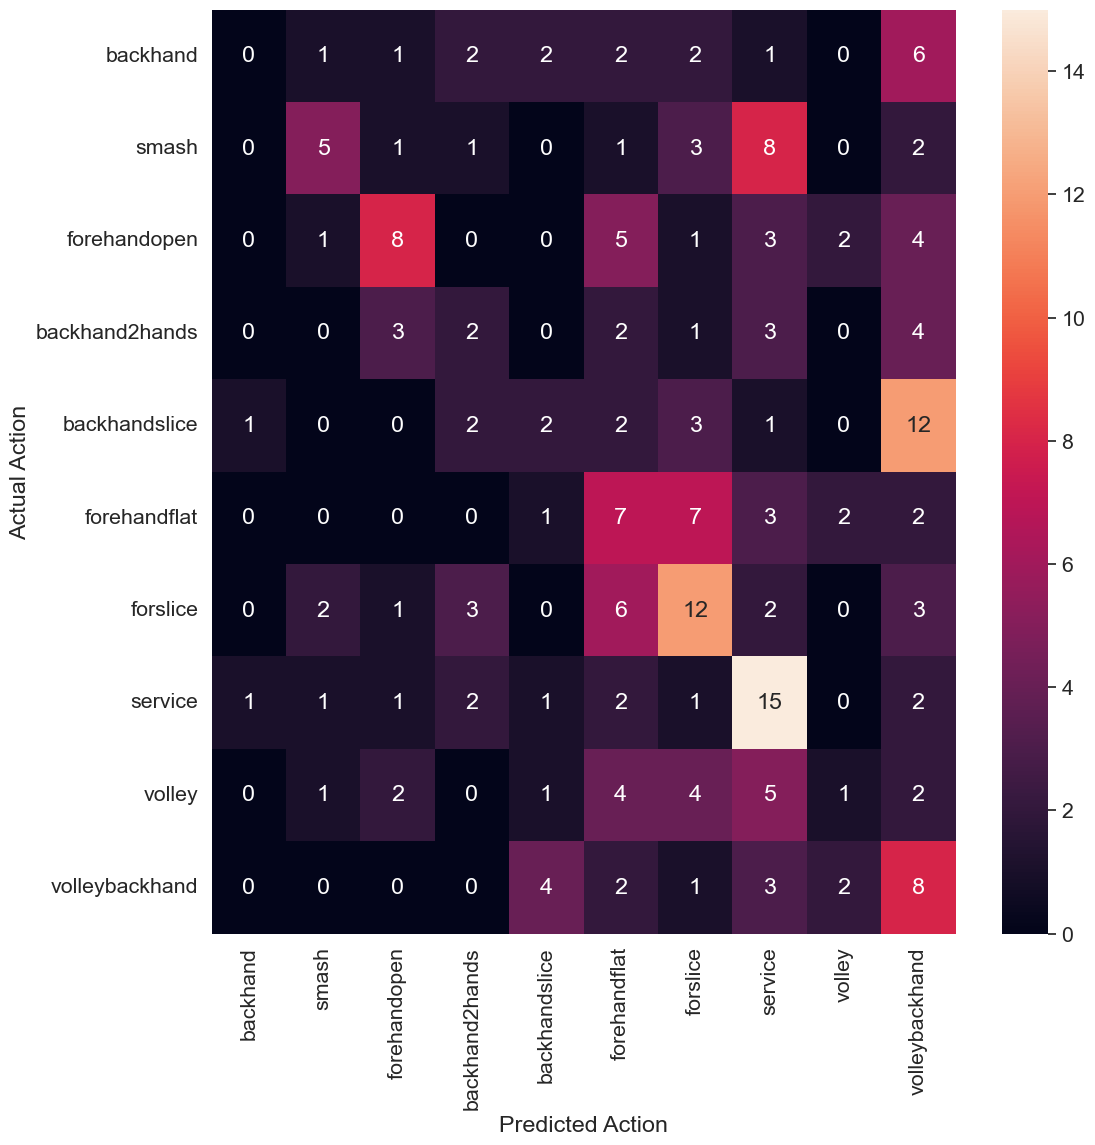 backhand 0 1 1 2 2 2 2 1 0 6
smash 0 5 1 1 0 1 3 8 0 2
forehandopen 0 1 8 0 0 5 1 3 2 4
backhand2hands 0 0 3 2 0 2 1 3 0 4
backhandslice 1 0 0 2 2 2 3 1 0 12
forehandflat 0 0 0 0 1 7 7 3 2 2
forslice 0 2 1 3 0 6 12 2 0 3
service 1 1 1 2 1 2 1 15 0 2
volley 0 1 2 0 1 4 4 5 1 2
volleybackhand 0 0 0 0 4 2 1 3 2 8
backhand smash forehandopen backhand2hands backhandslice forehandflat forslice service volley volleybackhand
Predicted Action
Actual Action
14
12
10
8
6
4
2
0